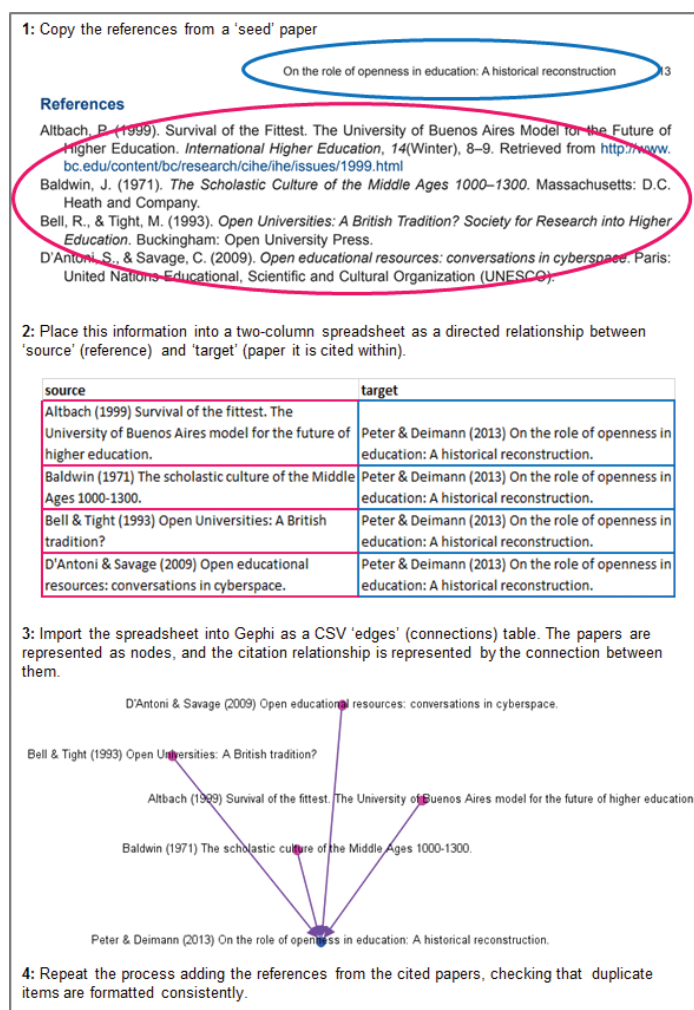 1: Copy the references from a ‘seed’ paper
On the role of openness in education: A historical reconstruction 13
References
Altbach, P. (1999). Survival of the Fittest. The University of Buenos Aires Model for the Future of
Higher Education. International Higher Education, 14(Winter), 8–9. Retrieved from http://www.
bc.edu/content/bc/research/cihe/ihe/issues/1999.html
Baldwin, J. (1971). The Scholastic Culture of the Middle Ages 1000–1300. Massachusetts: D.C.
Heath and Company.
Bell, R., & Tight, M. (1993). Open Universities: A British Tradition? Society for Research into Higher
Education. Buckingham: Open University Press.
D’Antoni, S., & Savage, C. (2009). Open educational resources: conversations in cyberspace. Paris:
United Nations Educational, Scientific and Cultural Organization (UNESCO).
2: Place this information into a two-column spreadsheet as a directed relationship between
‘source’ (reference) and ‘target’ (paper it is cited within).
source target
Altbach (1999) Survival of the fittest. The
University of Buenos Aires model for the future of
higher education.
Peter & Deimann (2013) On the role of openness in
education: A historical reconstruction.
Baldwin (1971) The scholastic culture of the Middle
Ages 1000-1300.
Peter & Deimann (2013) On the role of openness in
education: A historical reconstruction.
Bell & Tight (1993) Open Universities: A British
tradition?
Peter & Deimann (2013) On the role of openness in
education: A historical reconstruction.
D'Antoni & Savage (2009) Open educational
resources: conversations in cyberspace.
Peter & Deimann (2013) On the role of openness in
education: A historical reconstruction.
3: Import the spreadsheet into Gephi as a CSV ‘edges’ (connections) table. The papers are
represented as nodes, and the citation relationship is represented by the connection between
them.
D'Antoni & Savage (2009) Open educational resources: conversations in cyberspace.
Bell & Tight (1993) Open Universities: A British tradition?
Altbach (1999) Survival of the fittest. The University of Buenos Aires model for the future of higher education
Baldwin (1971) The scholastic culture of the Middle Ages 1000-1300.
Peter & Deimann (2013) On the role of openness in education: A historical reconstruction.
4: Repeat the process adding the references from the cited papers, checking that duplicate
items are formatted consistently.